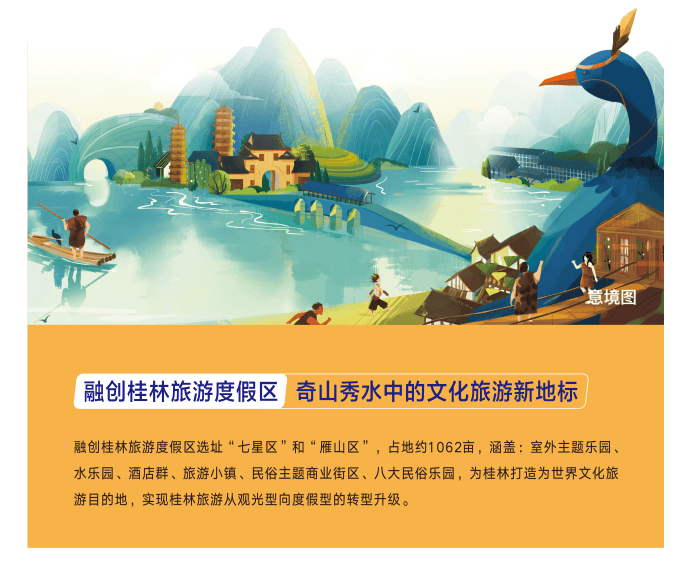 意境图
融创桂林旅游度假区 奇山秀水中的文化旅游新地标
融创桂林旅游度假区选址“七星区”和“雁山区”，占地约1062亩，涵盖：室外主题乐园、
水乐园、酒店群、旅游小镇、民俗主题商业街区、八大民俗乐园，为桂林打造为世界文化旅
游目的地，实现桂林旅游从观光型向度假型的转型升级。